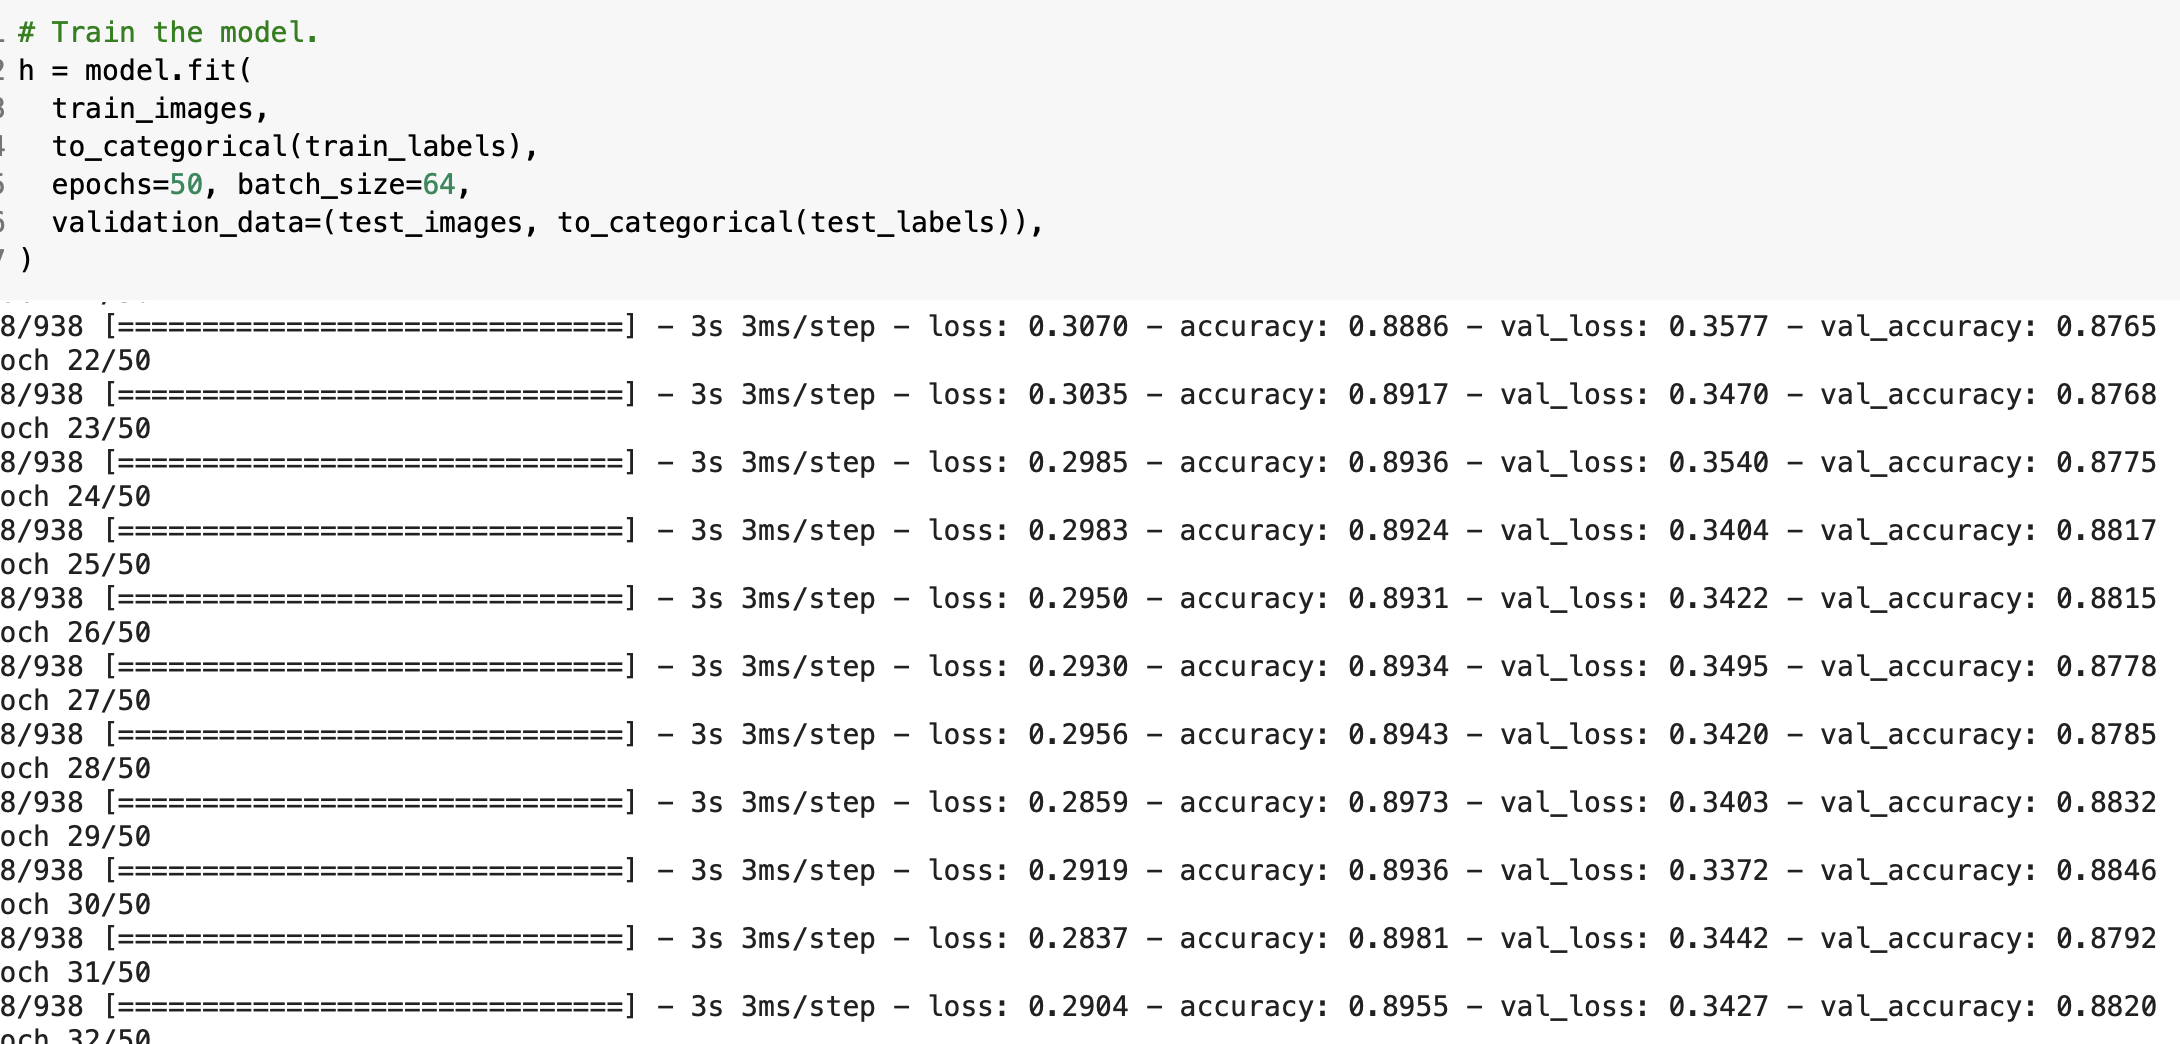 # Train the model.
h = model.fit(
  train_images,
  to_categorical(train_labels),
  epochs=50, batch_size=64,
  validation_data=(test_images, to_categorical(test_labels)),
)
8/938 [==============================] - 3s 3ms/step - loss: 0.3070 - accuracy: 0.8886 - val_loss: 0.3577 - val_accuracy: 0.8765
och 22/50
8/938 [==============================] - 3s 3ms/step - loss: 0.3035 - accuracy: 0.8917 - val_loss: 0.3470 - val_accuracy: 0.8768
och 23/50
8/938 [==============================] - 3s 3ms/step - loss: 0.2985 - accuracy: 0.8936 - val_loss: 0.3540 - val_accuracy: 0.8775
och 24/50
8/938 [==============================] - 3s 3ms/step - loss: 0.2983 - accuracy: 0.8924 - val_loss: 0.3404 - val_accuracy: 0.8817
och 25/50
8/938 [==============================] - 3s 3ms/step - loss: 0.2950 - accuracy: 0.8931 - val_loss: 0.3422 - val_accuracy: 0.8815
och 26/50
8/938 [==============================] - 3s 3ms/step - loss: 0.2930 - accuracy: 0.8934 - val_loss: 0.3495 - val_accuracy: 0.8778
och 27/50
8/938 [==============================] - 3s 3ms/step - loss: 0.2956 - accuracy: 0.8943 - val_loss: 0.3420 - val_accuracy: 0.8785
och 28/50
8/938 [==============================] - 3s 3ms/step - loss: 0.2859 - accuracy: 0.8973 - val_loss: 0.3403 - val_accuracy: 0.8832
och 29/50
8/938 [==============================] - 3s 3ms/step - loss: 0.2919 - accuracy: 0.8936 - val_loss: 0.3372 - val_accuracy: 0.8846
och 30/50
8/938 [==============================] - 3s 3ms/step - loss: 0.2837 - accuracy: 0.8981 - val_loss: 0.3442 - val_accuracy: 0.8792
och 31/50
8/938 [==============================] - 3s 3ms/step - loss: 0.2904 - accuracy: 0.8955 - val_loss: 0.3427 - val_accuracy: 0.8820
och 32/50